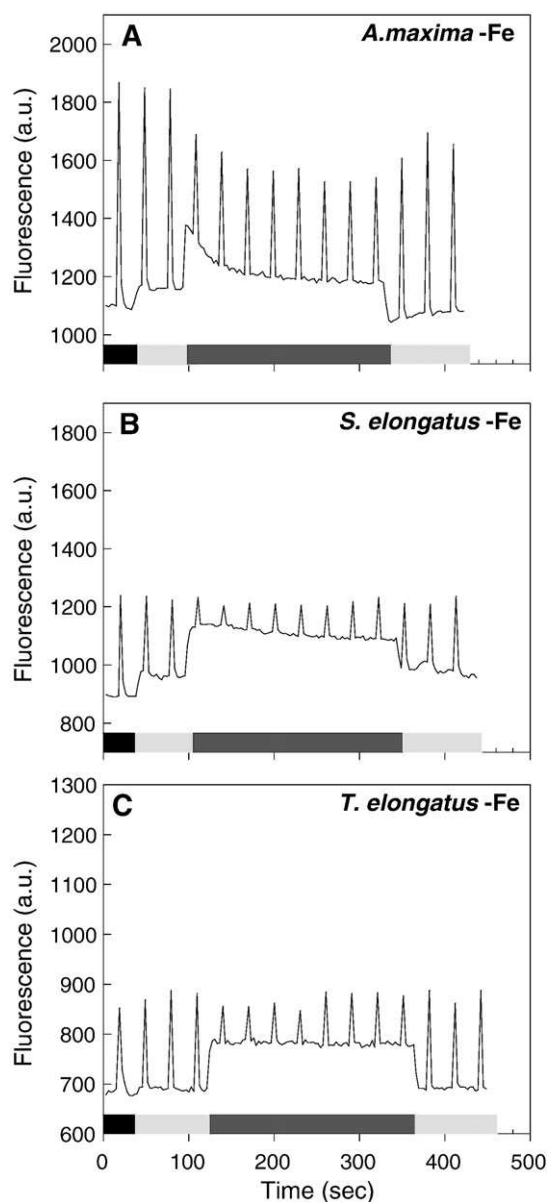 A
A.maxima -Fe
Fluorescence (a.u.)
2000
1800
1600
1400
1200
1000
B
S. elongatus -Fe
Fluorescence (a.u.)
1800
1600
1400
1200
1000
800
C
T. elongatus -Fe
Fluorescence (a.u.)
1300
1200
1100
1000
900
800
700
600
0
100
200
300
400
500
Time (sec)